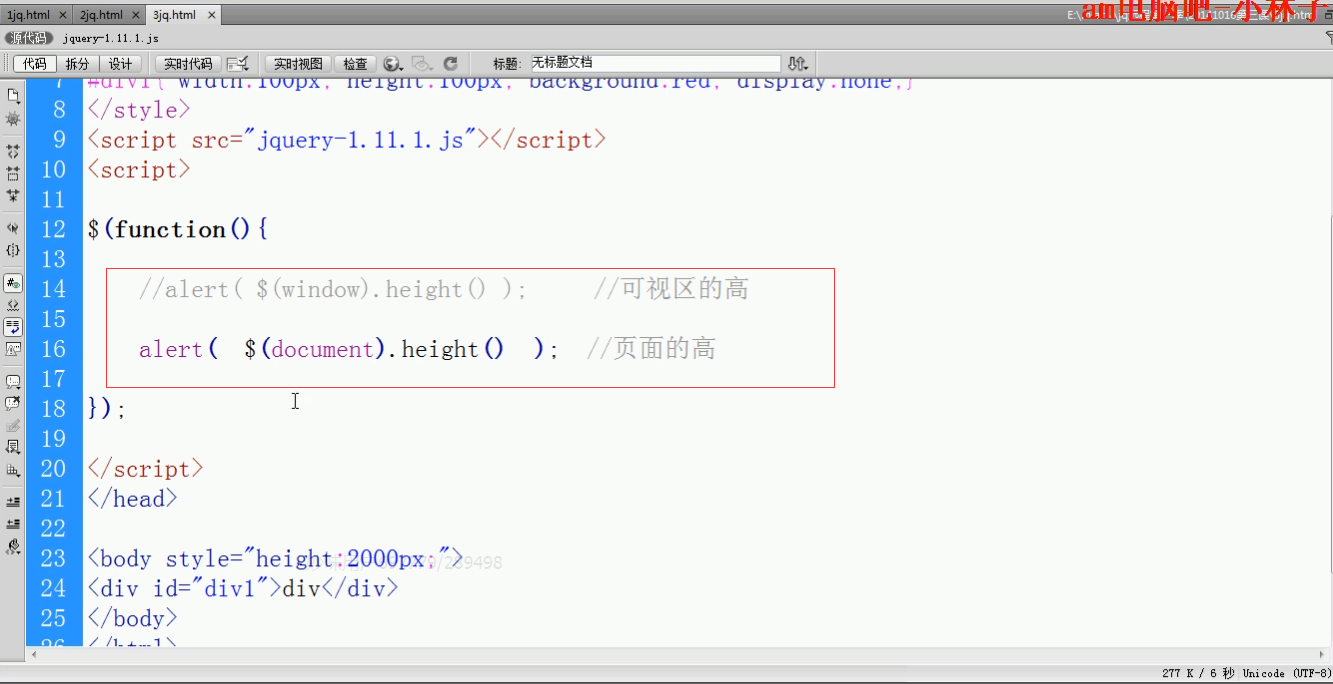 1jq.html × 2jq.html × 3jq.html ×
am电脑吧-小林子
源代码 jquery-1.11.1.js
代码 拆分 设计 实时代码 实时视图 检查 标题: 无标题文档
7 #div1{ width:100px; height:100px; background:red; display:none;}
8 </style>
9 <script src="jquery-1.11.1.js"></script>
10 <script>
11
12 $(function(){
13
14 //alert( $(window).height() ); //可视区的高
15
16 alert( $(document).height() ); //页面的高
17
18 });
19
20 </script>
21 </head>
22
23 <body style="height:2000px;">
24 <div id="div1">div</div>
25 </body>
26 </html>
277 K / 6 秒 Unicode (UTF-8)